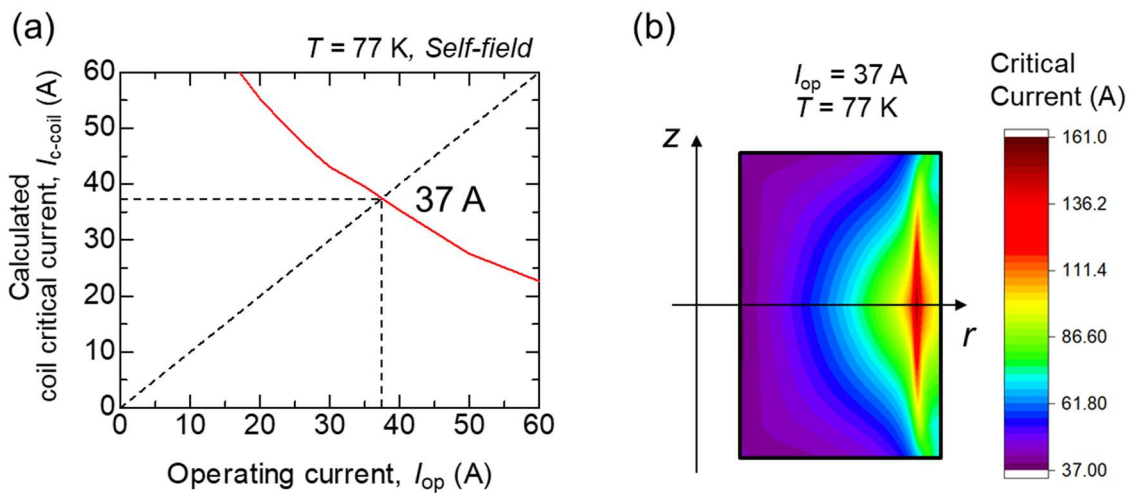 (a)
T = 77 K, Self-field
Calculated
coil critical current, Ic-coil (A)
60
50
40
30
20
10
0
37 A
0 10 20 30 40 50 60
Operating current, Iop (A)
(b)
Iop = 37 A
T = 77 K
z
r
Critical
Current (A)
161.0
136.2
111.4
86.60
61.80
37.00